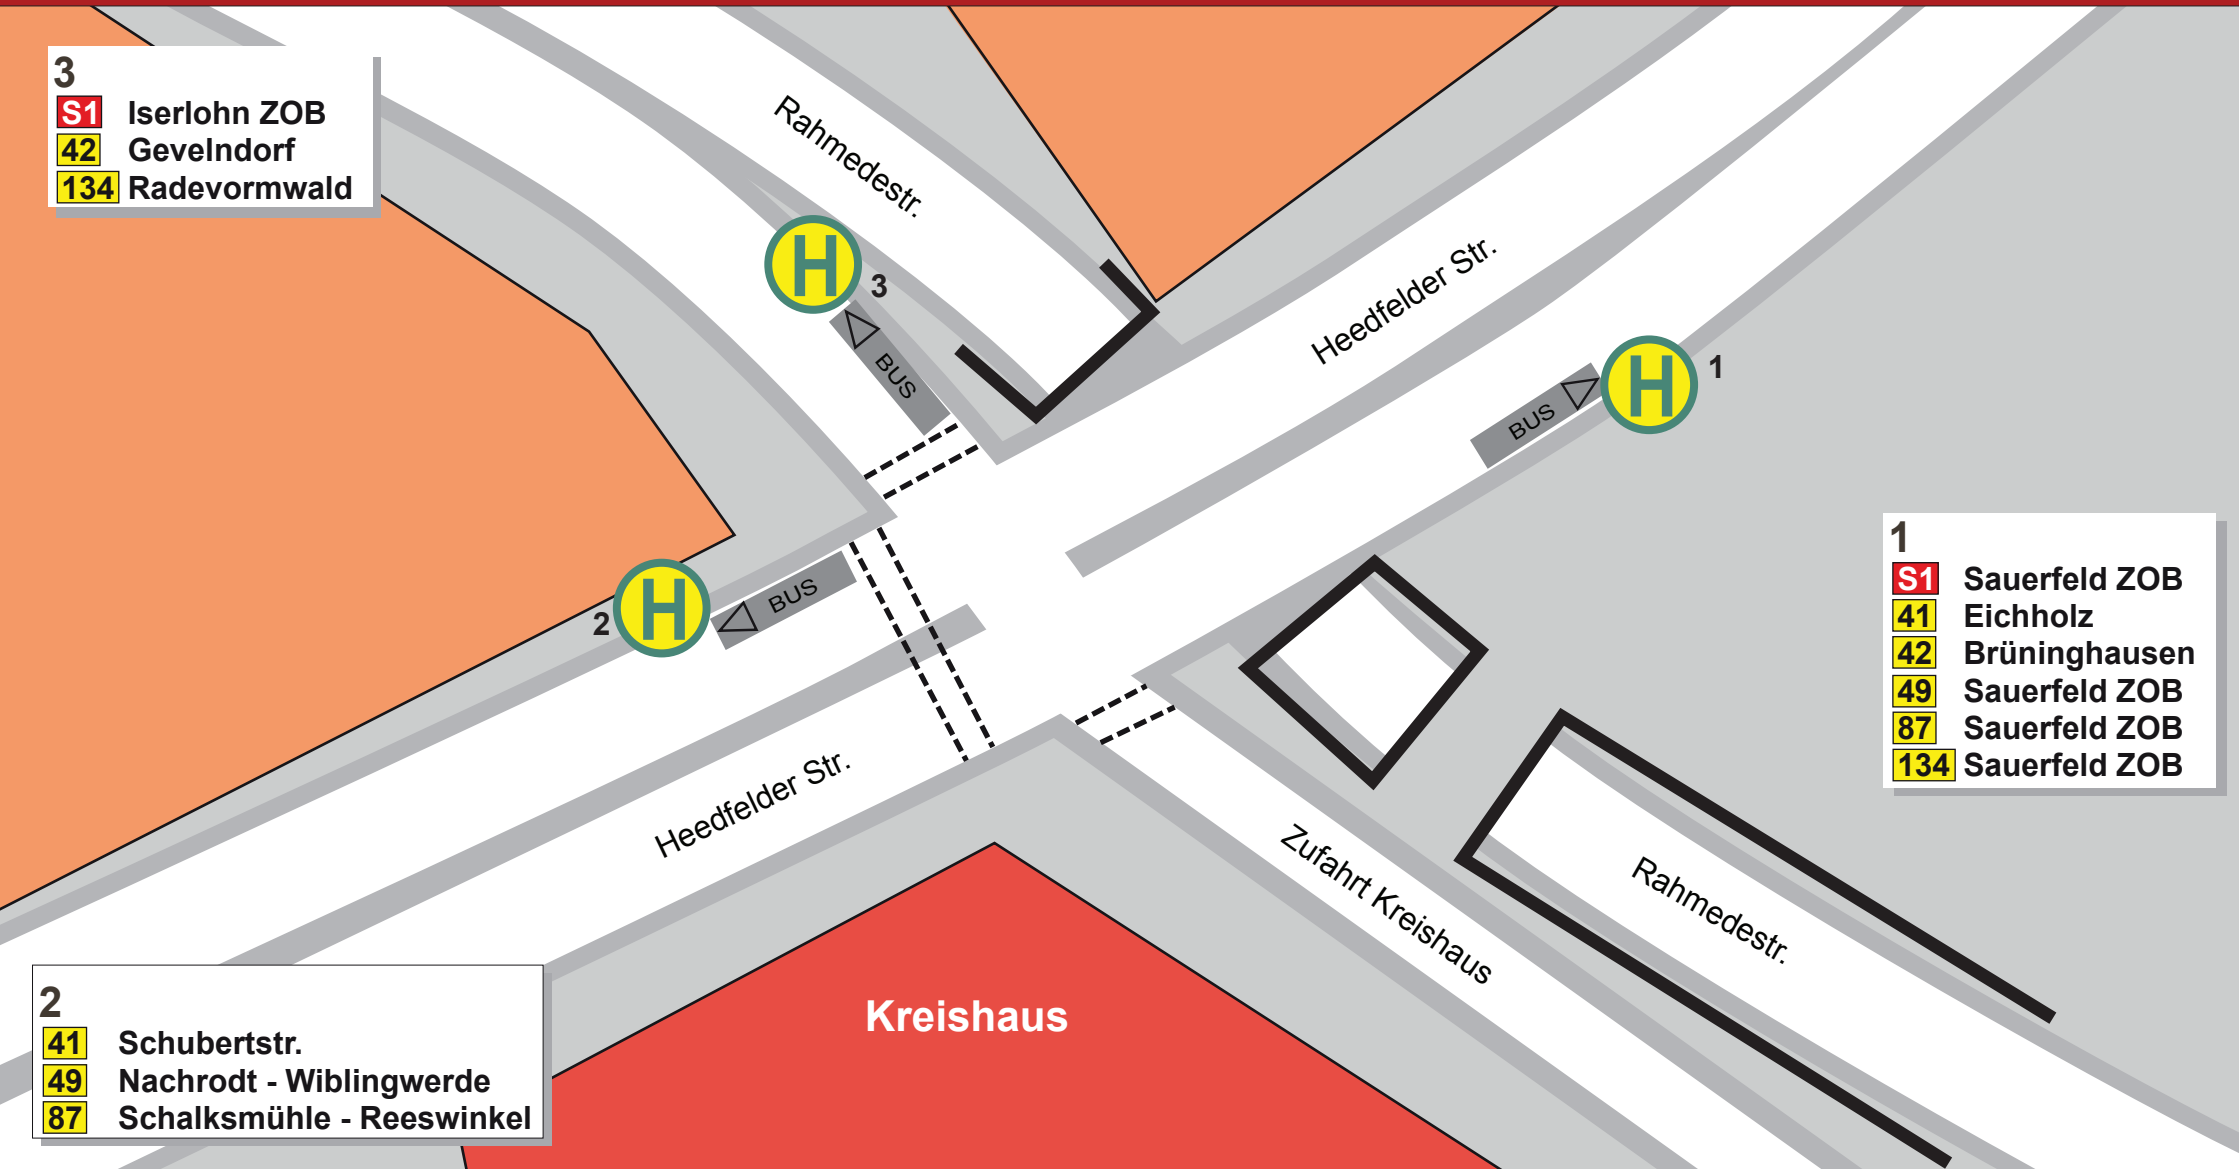 3
S1 Iserlohn ZOB
42 Gevelndorf
134 Radevormwald
Rahmedestr.
H
3
BUS
Heedfelder Str.
H
1
BUS
1
S1 Sauerfeld ZOB
41 Eichholz
42 Brüninghausen
49 Sauerfeld ZOB
87 Sauerfeld ZOB
134 Sauerfeld ZOB
H
2
BUS
Heedfelder Str.
Zufahrt Kreishaus
Rahmedestr.
Kreishaus
2
41 Schubertstr.
49 Nachrodt - Wiblingwerde
87 Schalksmühle - Reeswinkel